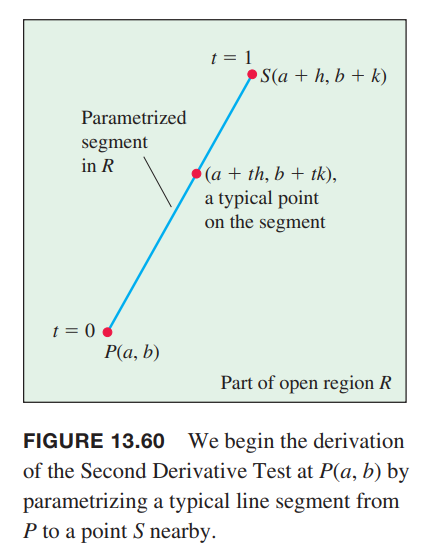 t = 1
S(a + h, b + k)
Parametrized
segment
in R
(a + th, b + tk),
a typical point
on the segment
t = 0
P(a, b)
Part of open region R
FIGURE 13.60 We begin the derivation
of the Second Derivative Test at P(a, b) by
parametrizing a typical line segment from
P to a point S nearby.